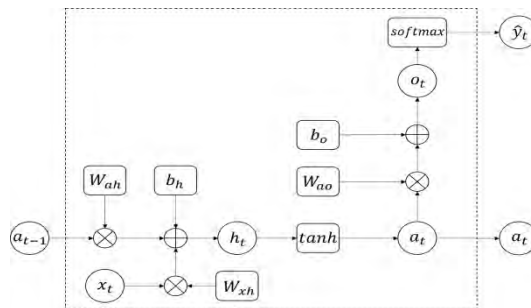 softmax
ŷ_t
o_t
b_o
W_ah
b_h
W_ao
a_{t-1}
h_t
tanh
a_t
a_t
x_t
W_xh